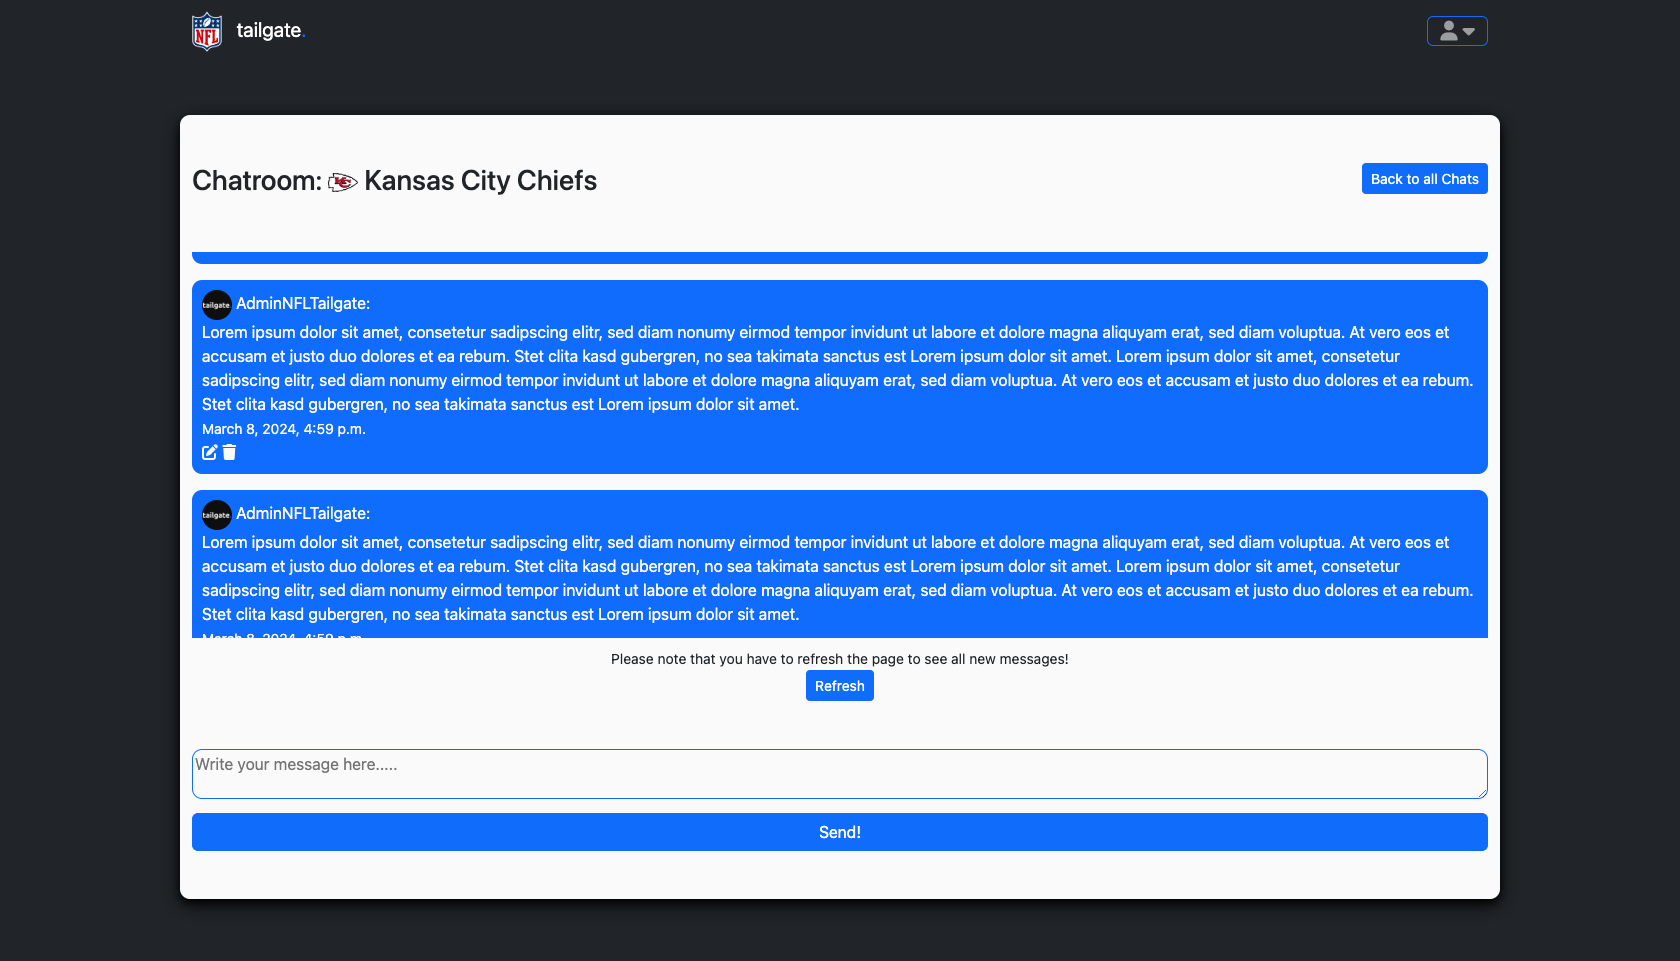 NFL
tailgate.
Chatroom: Kansas City Chiefs
Back to all Chats
tailgate
AdminNFLTailgate:
Lorem ipsum dolor sit amet, consetetur sadipscing elitr, sed diam nonumy eirmod tempor invidunt ut labore et dolore magna aliquyam erat, sed diam voluptua. At vero eos et
accusam et justo duo dolores et ea rebum. Stet clita kasd gubergren, no sea takimata sanctus est Lorem ipsum dolor sit amet. Lorem ipsum dolor sit amet, consetetur
sadipscing elitr, sed diam nonumy eirmod tempor invidunt ut labore et dolore magna aliquyam erat, sed diam voluptua. At vero eos et accusam et justo duo dolores et ea rebum.
Stet clita kasd gubergren, no sea takimata sanctus est Lorem ipsum dolor sit amet.
March 8, 2024, 4:59 p.m.
tailgate
AdminNFLTailgate:
Lorem ipsum dolor sit amet, consetetur sadipscing elitr, sed diam nonumy eirmod tempor invidunt ut labore et dolore magna aliquyam erat, sed diam voluptua. At vero eos et
accusam et justo duo dolores et ea rebum. Stet clita kasd gubergren, no sea takimata sanctus est Lorem ipsum dolor sit amet. Lorem ipsum dolor sit amet, consetetur
sadipscing elitr, sed diam nonumy eirmod tempor invidunt ut labore et dolore magna aliquyam erat, sed diam voluptua. At vero eos et accusam et justo duo dolores et ea rebum.
Stet clita kasd gubergren, no sea takimata sanctus est Lorem ipsum dolor sit amet.
March 8, 2024, 4:59 p.m.
Please note that you have to refresh the page to see all new messages!
Refresh
Write your message here.....
Send!